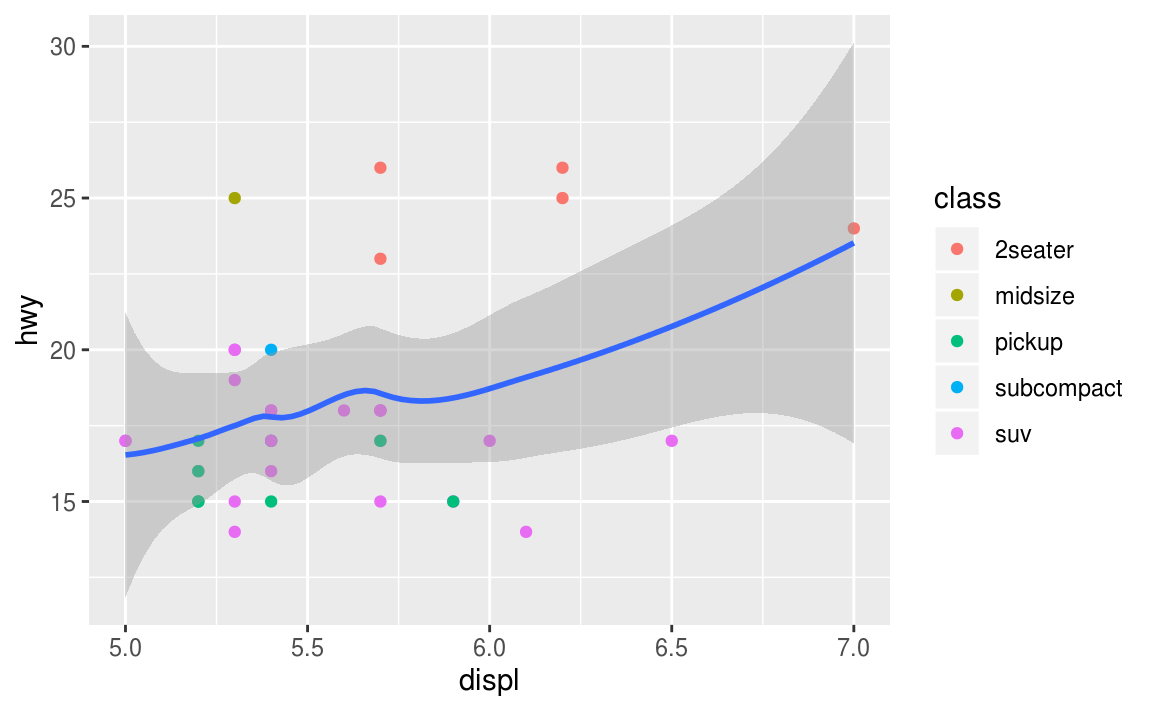 30
25
20
15
hwy
5.0 5.5 6.0 6.5 7.0
displ
class
2seater
midsize
pickup
subcompact
suv